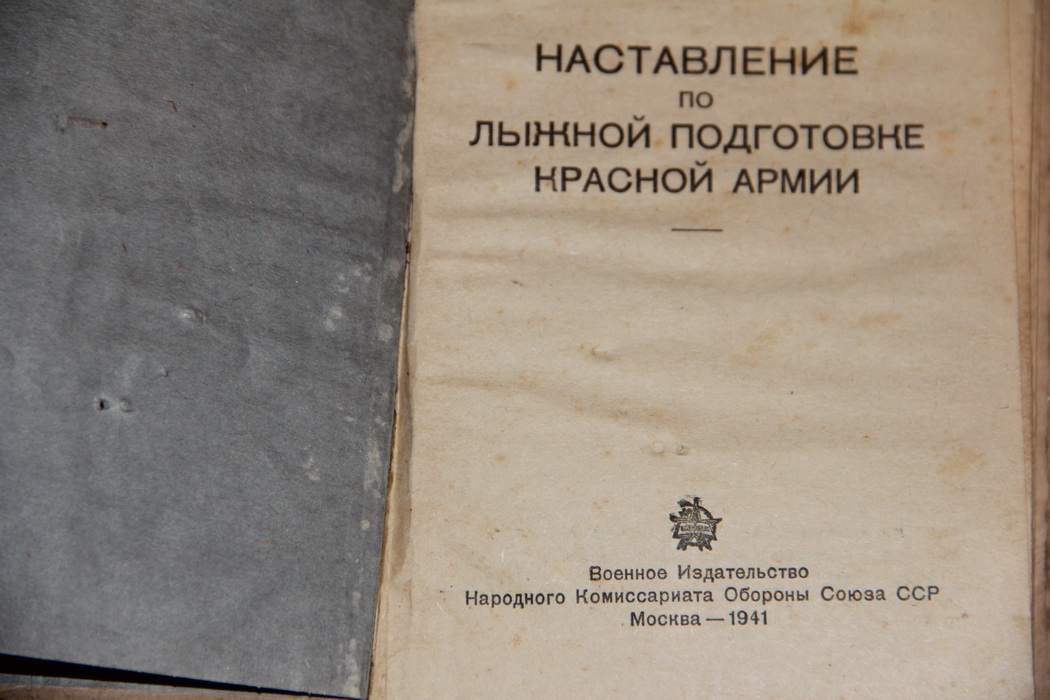 НАСТАВЛЕНИЕ
ПО
ЛЫЖНОЙ ПОДГОТОВКЕ
КРАСНОЙ АРМИИ
Военное Издательство
Народного Комиссариата Обороны Союза ССР
Москва — 1941